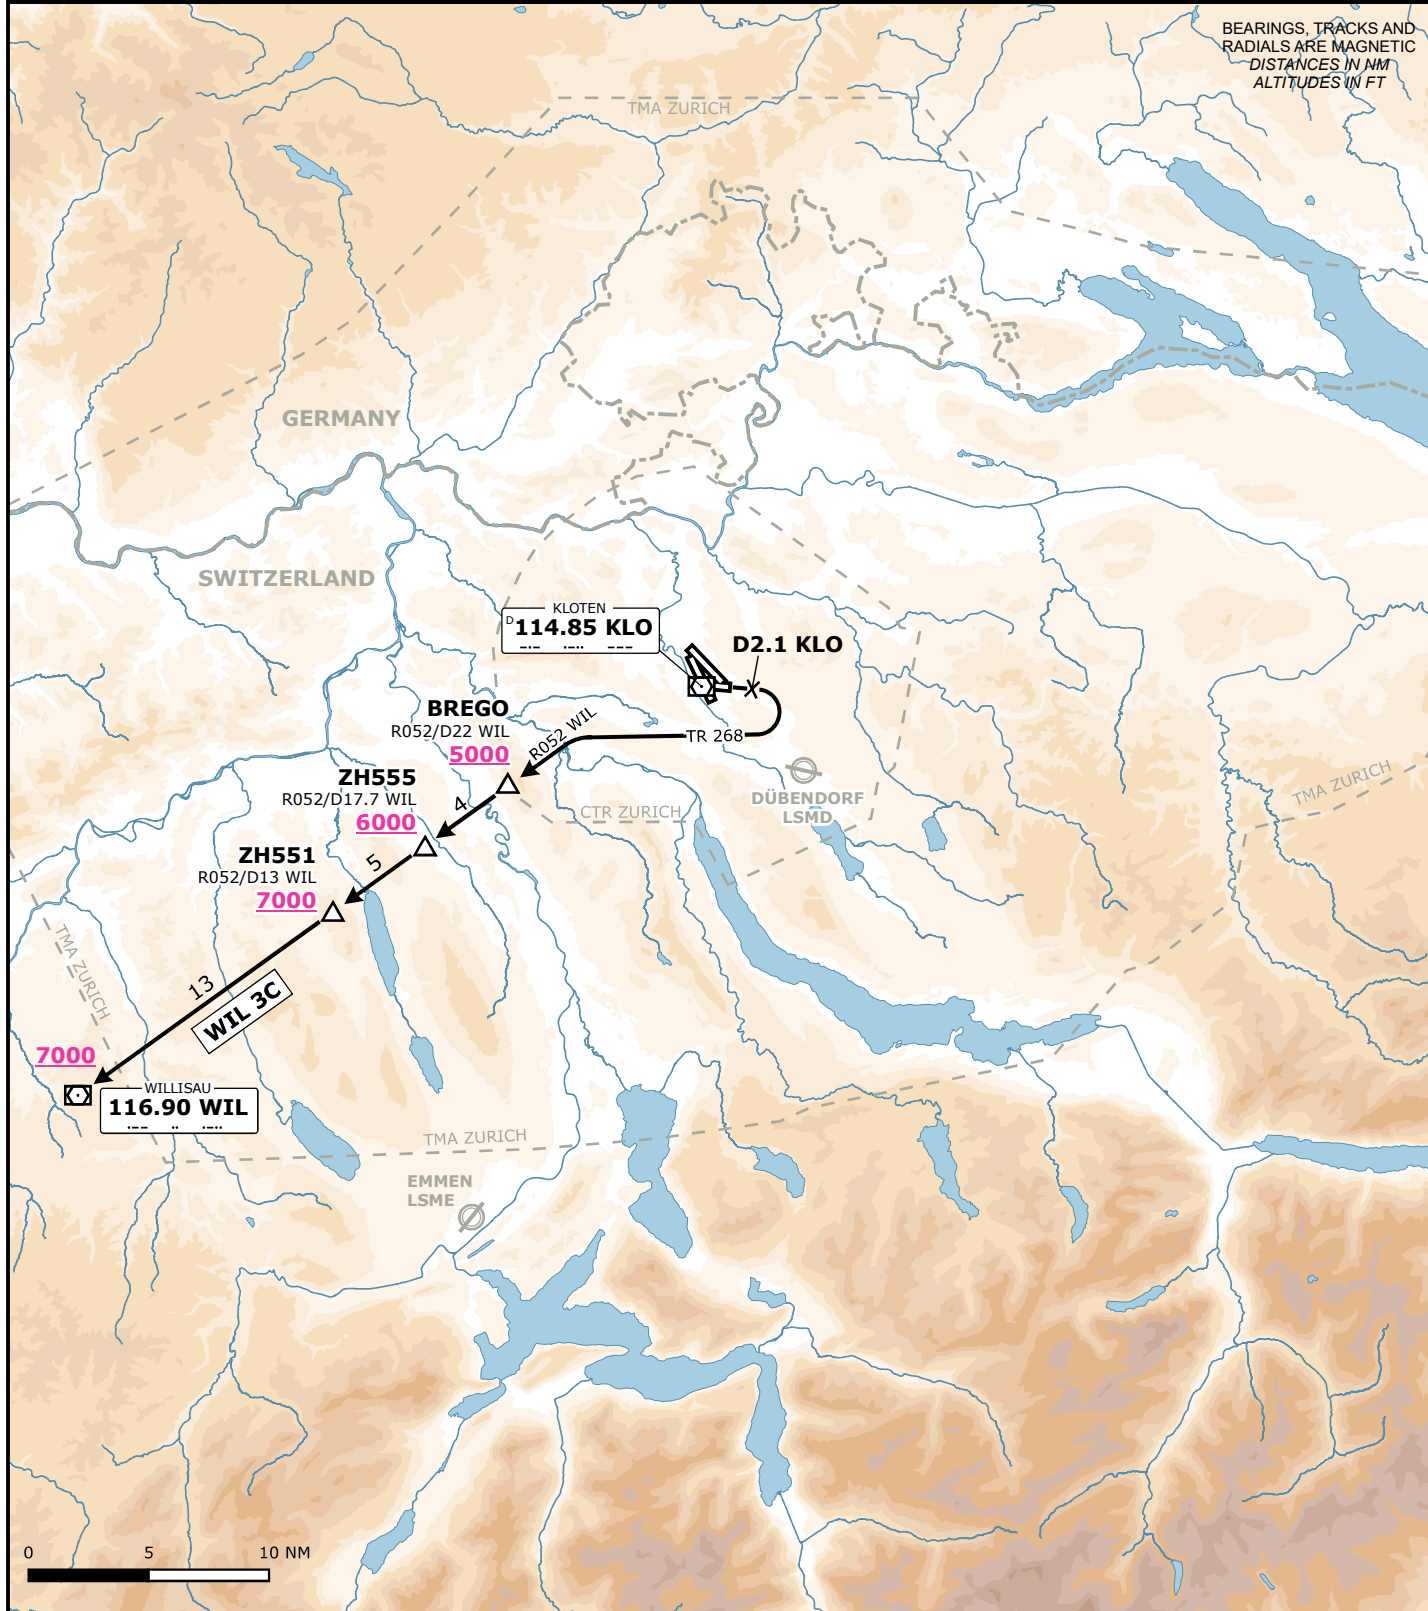 BEARINGS, TRACKS AND
RADIALS ARE MAGNETIC
DISTANCES IN NM
ALTITUDES IN FT
TMA ZURICH
GERMANY
SWITZERLAND
KLOTEN
D 114.85 KLO
-·- ·-·· ---
D2.1 KLO
BREGO
R052/D22 WIL
5000
R052 WIL
TR 268
ZH555
R052/D17.7 WIL
6000
4
CTR ZURICH
DÜBENDORF
LSMD
TMA ZURICH
ZH551
R052/D13 WIL
7000
5
TMA ZURICH
13
WIL 3C
7000
WILLISAU
116.90 WIL
·-- ·· ·-··
TMA ZURICH
EMMEN
LSME
0 5 10 NM